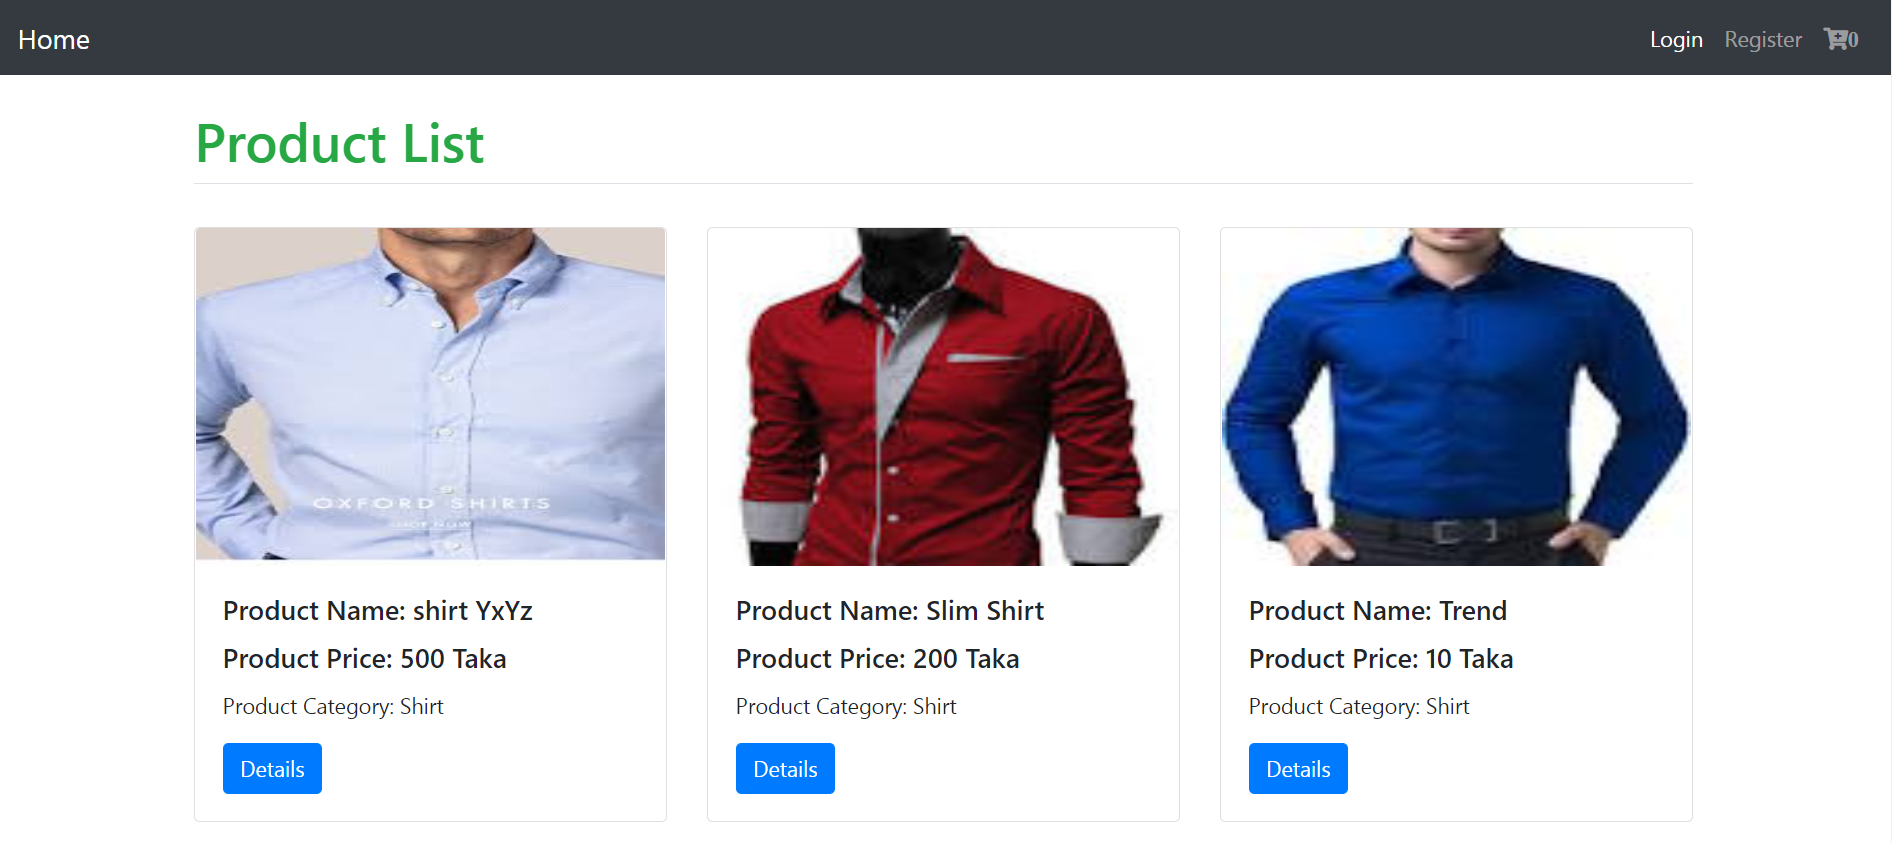 Home
Login Register 0
Product List
OXFORD SHIRTS
SHOP NOW
Product Name: shirt YxYz
Product Price: 500 Taka
Product Category: Shirt
Details
Product Name: Slim Shirt
Product Price: 200 Taka
Product Category: Shirt
Details
Product Name: Trend
Product Price: 10 Taka
Product Category: Shirt
Details